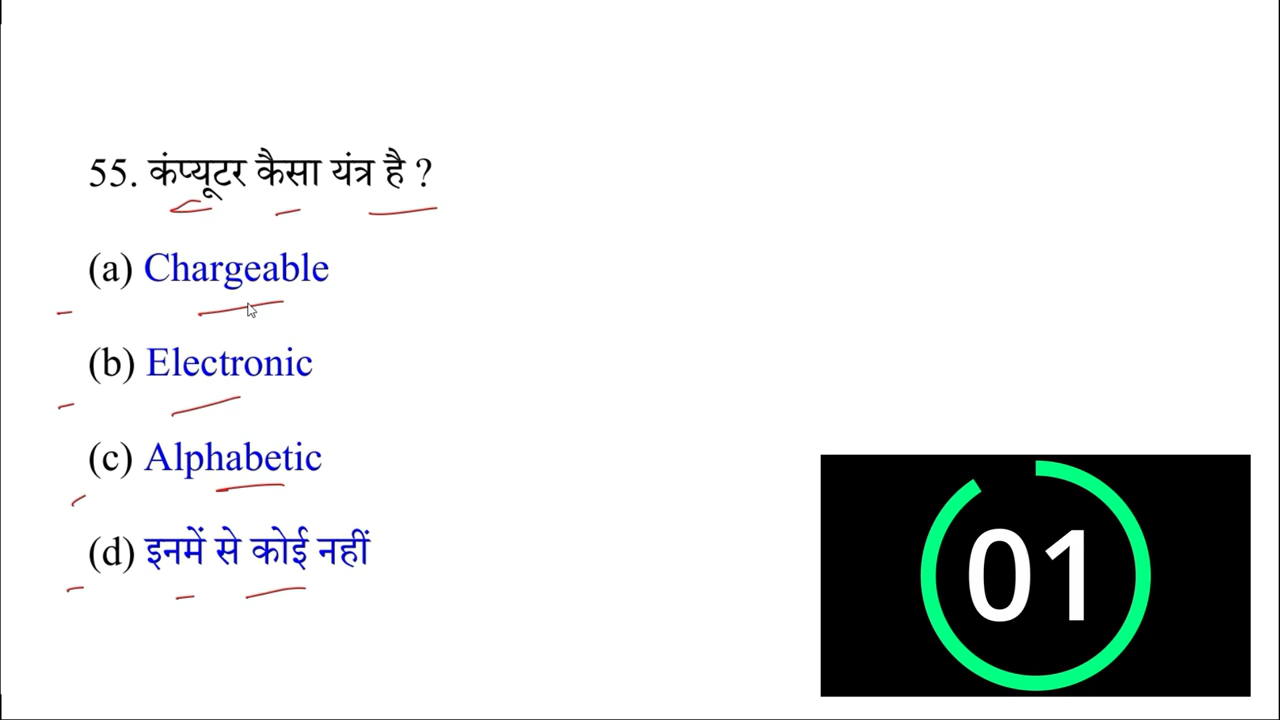 55. कंप्यूटर कैसा यंत्र है ?
(a) Chargeable
(b) Electronic
(c) Alphabetic
(d) इनमें से कोई नहीं
01